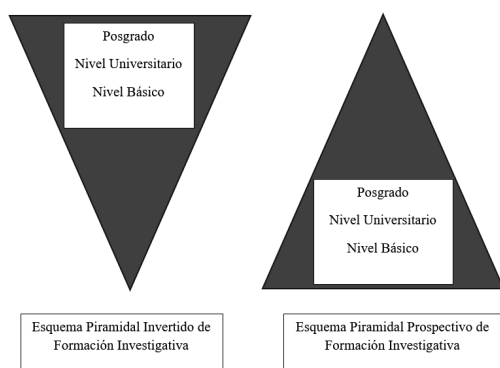 Posgrado
Nivel Universitario
Nivel Básico
Posgrado
Nivel Universitario
Nivel Básico
Esquema Piramidal Invertido de
Formación Investigativa
Esquema Piramidal Prospectivo de
Formación Investigativa